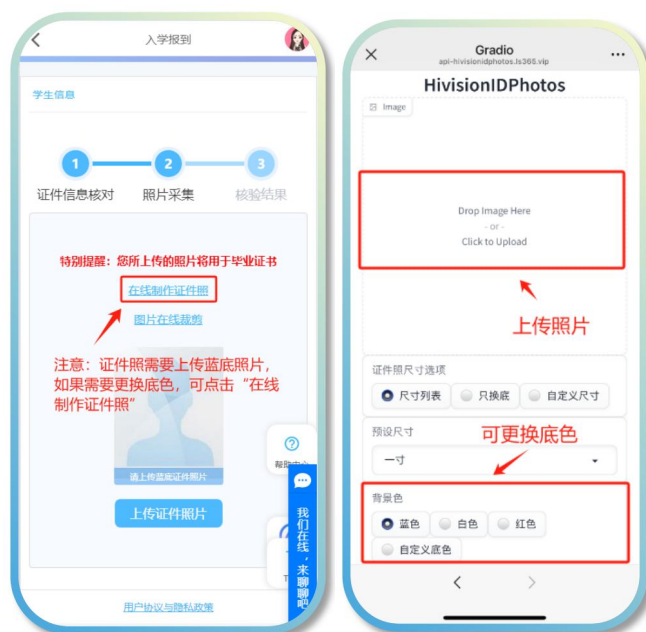 入学报到
学生信息
1
2
3
证件信息核对
照片采集
核验结果
特别提醒：您所上传的照片将用于毕业证书
在线制作证件照
图片在线裁剪
注意：证件照需要上传蓝底照片，
如果需要更换底色，可点击“在线
制作证件照”
请上传蓝底证件照片
上传证件照片
我们在线，来聊聊吧
用户协议与隐私政策
Gradio
api-hivisionidphotos.ls365.vip
HivisionIDPhotos
Image
Drop Image Here
- or -
Click to Upload
上传照片
证件照尺寸选项
尺寸列表
只换底
自定义尺寸
预设尺寸
可更换底色
一寸
背景色
蓝色
白色
红色
自定义底色